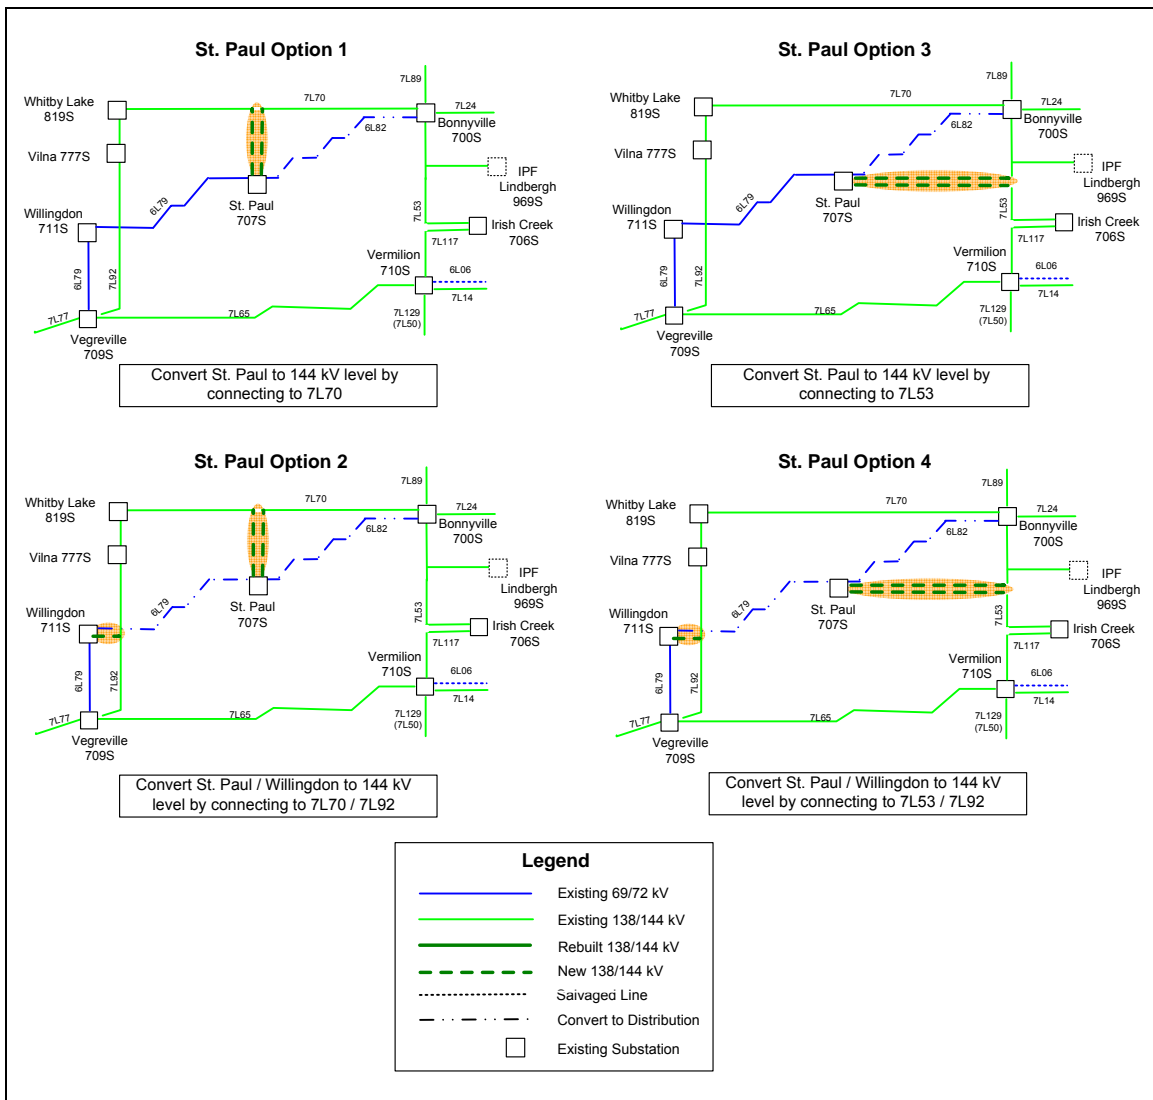 St. Paul Option 1
7L89
Whitby Lake
819S
7L70
7L24
6L82
Bonnyville
700S
Vilna 777S
IPF
Lindbergh
969S
St. Paul
707S
6L79
Willingdon
711S
7L53
Irish Creek
706S
7L117
Vermilion
710S
6L79
7L92
6L06
7L14
7L77
7L65
7L129
(7L50)
Vegreville
709S
Convert St. Paul to 144 kV level by
connecting to 7L70
St. Paul Option 3
7L89
Whitby Lake
819S
7L70
7L24
6L82
Bonnyville
700S
Vilna 777S
IPF
Lindbergh
969S
St. Paul
707S
6L79
Willingdon
711S
7L53
Irish Creek
706S
7L117
Vermilion
710S
6L79
7L92
6L06
7L14
7L77
7L65
7L129
(7L50)
Vegreville
709S
Convert St. Paul to 144 kV level by
connecting to 7L53
St. Paul Option 2
7L89
Whitby Lake
819S
7L70
7L24
6L82
Bonnyville
700S
Vilna 777S
IPF
Lindbergh
969S
St. Paul
707S
6L79
Willingdon
711S
7L53
Irish Creek
706S
7L117
Vermilion
710S
6L79
7L92
6L06
7L14
7L77
7L65
7L129
(7L50)
Vegreville
709S
Convert St. Paul / Willingdon to 144 kV
level by connecting to 7L70 / 7L92
St. Paul Option 4
7L89
Whitby Lake
819S
7L70
7L24
6L82
Bonnyville
700S
Vilna 777S
IPF
Lindbergh
969S
St. Paul
707S
6L79
Willingdon
711S
7L53
Irish Creek
706S
7L117
Vermilion
710S
6L79
7L92
6L06
7L14
7L77
7L65
7L129
(7L50)
Vegreville
709S
Convert St. Paul / Willingdon to 144 kV
level by connecting to 7L53 / 7L92
Legend
Existing 69/72 kV
Existing 138/144 kV
Rebuilt 138/144 kV
New 138/144 kV
Salvaged Line
Convert to Distribution
Existing Substation